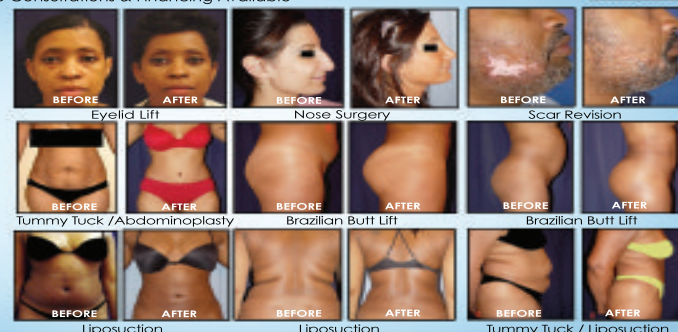 Consultations & Financing Available
BEFORE AFTER BEFORE AFTER BEFORE AFTER
Eyelid Lift Nose Surgery Scar Revision
BEFORE AFTER BEFORE AFTER BEFORE AFTER
Tummy Tuck /Abdominoplasty Brazilian Butt Lift Brazilian Butt Lift
BEFORE AFTER BEFORE AFTER BEFORE AFTER
Liposuction Liposuction Tummy Tuck / Liposuction